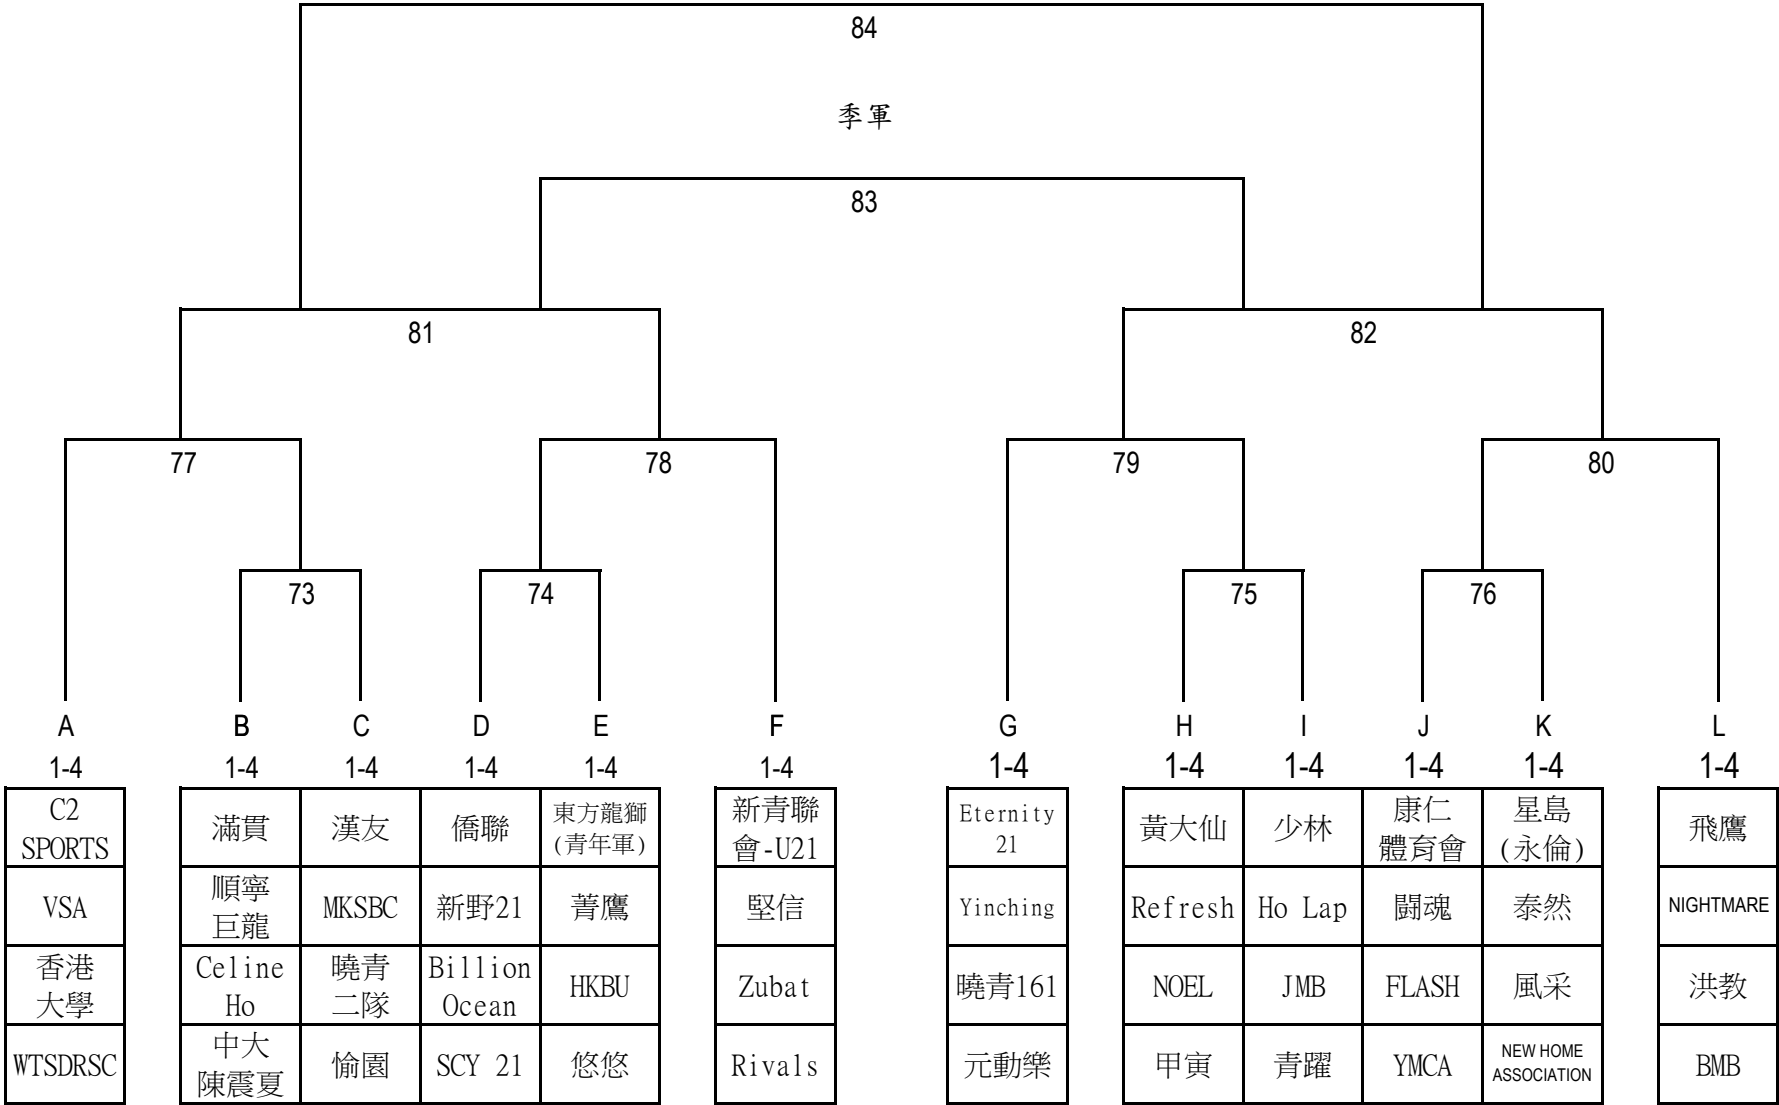 84
季軍
83
81
82
77
78
79
80
73
74
75
76
A B C D E F G H I J K L
1-4 1-4 1-4 1-4 1-4 1-4 1-4 1-4 1-4 1-4 1-4 1-4
C2
SPORTS
滿貫
漢友
僑聯
東方龍獅
(青年軍)
新青聯
會-U21
Eternity
21
黃大仙
少林
康仁
體育會
星島
(永倫)
飛鷹
VSA
順寧
巨龍
MKSBC
新野21
菁鷹
堅信
Yinching
Refresh
Ho Lap
鬪魂
泰然
NIGHTMARE
香港
大學
Celine
Ho
曉青
二隊
Billion
Ocean
HKBU
Zubat
曉青161
NOEL
JMB
FLASH
風采
洪教
WTSDRSC
中大
陳震夏
愉園
SCY 21
悠悠
Rivals
元動樂
甲寅
青躍
YMCA
NEW HOME
ASSOCIATION
BMB